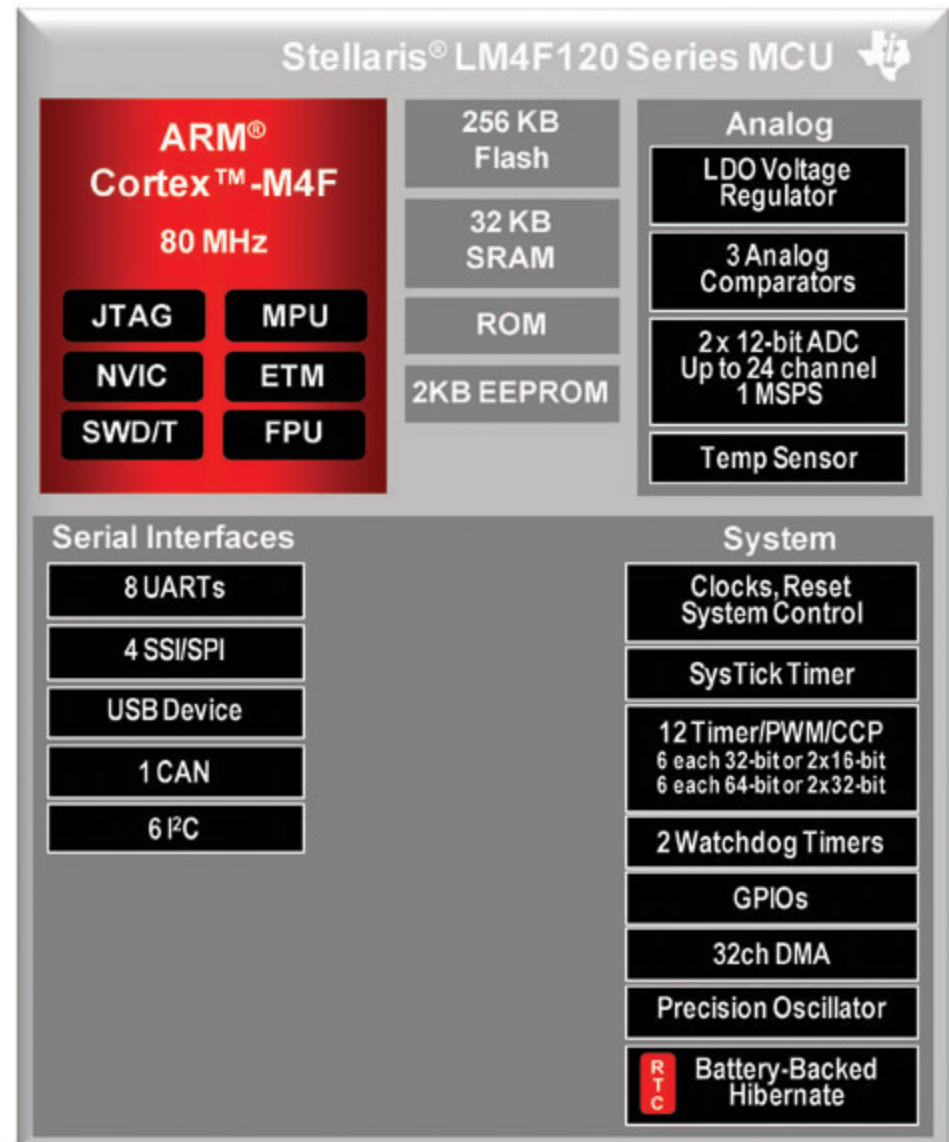 Stellaris® LM4F120 Series MCU
ARM®
Cortex™-M4F
80 MHz
JTAG
MPU
NVIC
ETM
SWD/T
FPU
256 KB
Flash
32 KB
SRAM
ROM
2KB EEPROM
Analog
LDO Voltage
Regulator
3 Analog
Comparators
2 x 12-bit ADC
Up to 24 channel
1 MSPS
Temp Sensor
Serial Interfaces
8 UARTs
4 SSI/SPI
USB Device
1 CAN
6 I²C
System
Clocks, Reset
System Control
SysTick Timer
12 Timer/PWM/CCP
6 each 32-bit or 2x16-bit
6 each 64-bit or 2x32-bit
2 Watchdog Timers
GPIOs
32ch DMA
Precision Oscillator
RTC
Battery-Backed
Hibernate